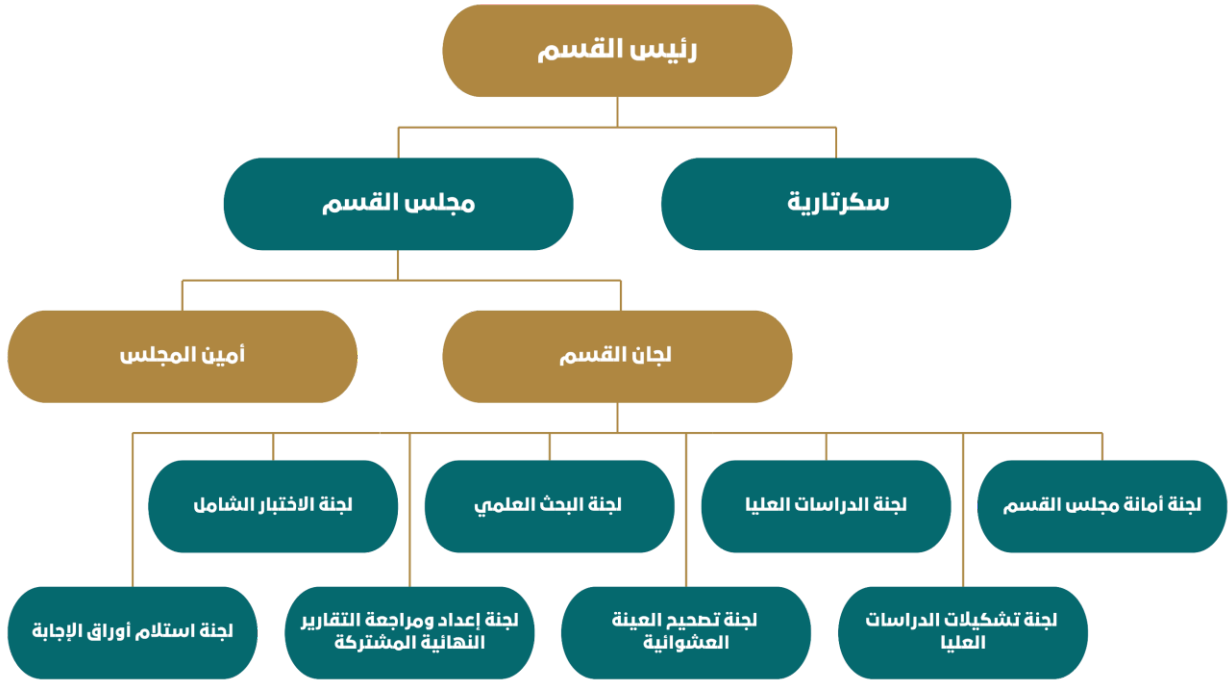 رئيس القسم
سكرتارية
مجلس القسم
لجان القسم
أمين المجلس
لجنة أمانة مجلس القسم
لجنة الدراسات العليا
لجنة البحث العلمي
لجنة الاختبار الشامل
لجنة تشكيلات الدراسات
العليا
لجنة تصحيح العينة
العشوائية
لجنة إعداد ومراجعة التقارير
النهائية المشتركة
لجنة استلام أوراق الإجابة